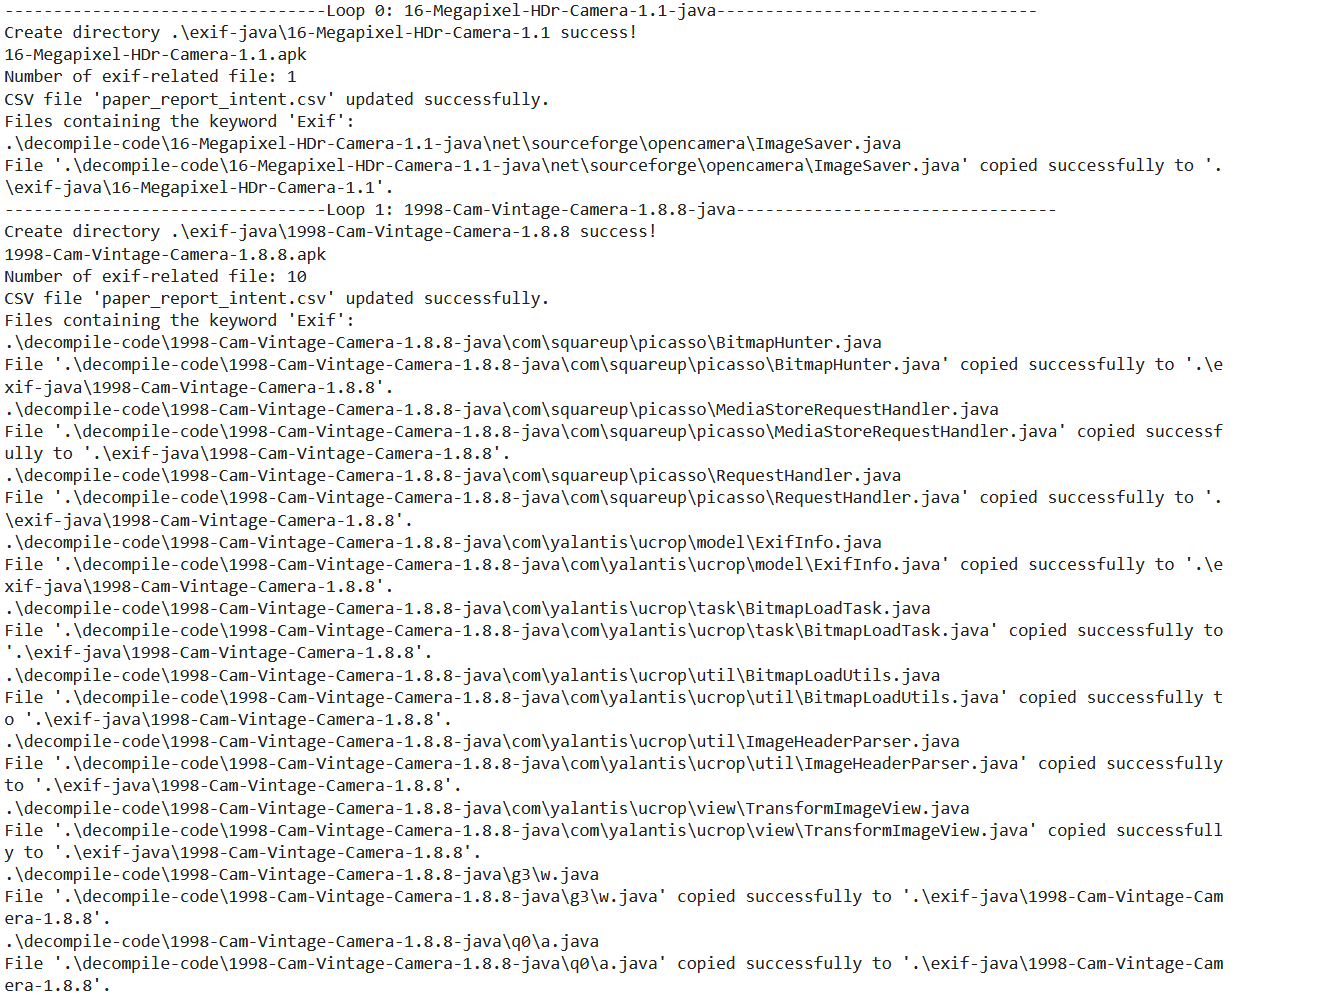 ---------------------------------Loop 0: 16-Megapixel-HDr-Camera-1.1-java---------------------------------
Create directory .\exif-java\16-Megapixel-HDr-Camera-1.1 success!
16-Megapixel-HDr-Camera-1.1.apk
Number of exif-related file: 1
CSV file 'paper_report_intent.csv' updated successfully.
Files containing the keyword 'Exif':
.\decompile-code\16-Megapixel-HDr-Camera-1.1-java\net\sourceforge\opencamera\ImageSaver.java
File '.\decompile-code\16-Megapixel-HDr-Camera-1.1-java\net\sourceforge\opencamera\ImageSaver.java' copied successfully to '.
\exif-java\16-Megapixel-HDr-Camera-1.1'.
---------------------------------Loop 1: 1998-Cam-Vintage-Camera-1.8.8-java---------------------------------
Create directory .\exif-java\1998-Cam-Vintage-Camera-1.8.8 success!
1998-Cam-Vintage-Camera-1.8.8.apk
Number of exif-related file: 10
CSV file 'paper_report_intent.csv' updated successfully.
Files containing the keyword 'Exif':
.\decompile-code\1998-Cam-Vintage-Camera-1.8.8-java\com\squareup\picasso\BitmapHunter.java
File '.\decompile-code\1998-Cam-Vintage-Camera-1.8.8-java\com\squareup\picasso\BitmapHunter.java' copied successfully to '.\e
xif-java\1998-Cam-Vintage-Camera-1.8.8'.
.\decompile-code\1998-Cam-Vintage-Camera-1.8.8-java\com\squareup\picasso\MediaStoreRequestHandler.java
File '.\decompile-code\1998-Cam-Vintage-Camera-1.8.8-java\com\squareup\picasso\MediaStoreRequestHandler.java' copied successf
ully to '.\exif-java\1998-Cam-Vintage-Camera-1.8.8'.
.\decompile-code\1998-Cam-Vintage-Camera-1.8.8-java\com\squareup\picasso\RequestHandler.java
File '.\decompile-code\1998-Cam-Vintage-Camera-1.8.8-java\com\squareup\picasso\RequestHandler.java' copied successfully to '.
\exif-java\1998-Cam-Vintage-Camera-1.8.8'.
.\decompile-code\1998-Cam-Vintage-Camera-1.8.8-java\com\yalantis\ucrop\model\ExifInfo.java
File '.\decompile-code\1998-Cam-Vintage-Camera-1.8.8-java\com\yalantis\ucrop\model\ExifInfo.java' copied successfully to '.\e
xif-java\1998-Cam-Vintage-Camera-1.8.8'.
.\decompile-code\1998-Cam-Vintage-Camera-1.8.8-java\com\yalantis\ucrop\task\BitmapLoadTask.java
File '.\decompile-code\1998-Cam-Vintage-Camera-1.8.8-java\com\yalantis\ucrop\task\BitmapLoadTask.java' copied successfully to
'.\exif-java\1998-Cam-Vintage-Camera-1.8.8'.
.\decompile-code\1998-Cam-Vintage-Camera-1.8.8-java\com\yalantis\ucrop\util\BitmapLoadUtils.java
File '.\decompile-code\1998-Cam-Vintage-Camera-1.8.8-java\com\yalantis\ucrop\util\BitmapLoadUtils.java' copied successfully t
o '.\exif-java\1998-Cam-Vintage-Camera-1.8.8'.
.\decompile-code\1998-Cam-Vintage-Camera-1.8.8-java\com\yalantis\ucrop\util\ImageHeaderParser.java
File '.\decompile-code\1998-Cam-Vintage-Camera-1.8.8-java\com\yalantis\ucrop\util\ImageHeaderParser.java' copied successfully
to '.\exif-java\1998-Cam-Vintage-Camera-1.8.8'.
.\decompile-code\1998-Cam-Vintage-Camera-1.8.8-java\com\yalantis\ucrop\view\TransformImageView.java
File '.\decompile-code\1998-Cam-Vintage-Camera-1.8.8-java\com\yalantis\ucrop\view\TransformImageView.java' copied successfull
y to '.\exif-java\1998-Cam-Vintage-Camera-1.8.8'.
.\decompile-code\1998-Cam-Vintage-Camera-1.8.8-java\g3\w.java
File '.\decompile-code\1998-Cam-Vintage-Camera-1.8.8-java\g3\w.java' copied successfully to '.\exif-java\1998-Cam-Vintage-Cam
era-1.8.8'.
.\decompile-code\1998-Cam-Vintage-Camera-1.8.8-java\q0\a.java
File '.\decompile-code\1998-Cam-Vintage-Camera-1.8.8-java\q0\a.java' copied successfully to '.\exif-java\1998-Cam-Vintage-Cam
era-1.8.8'.